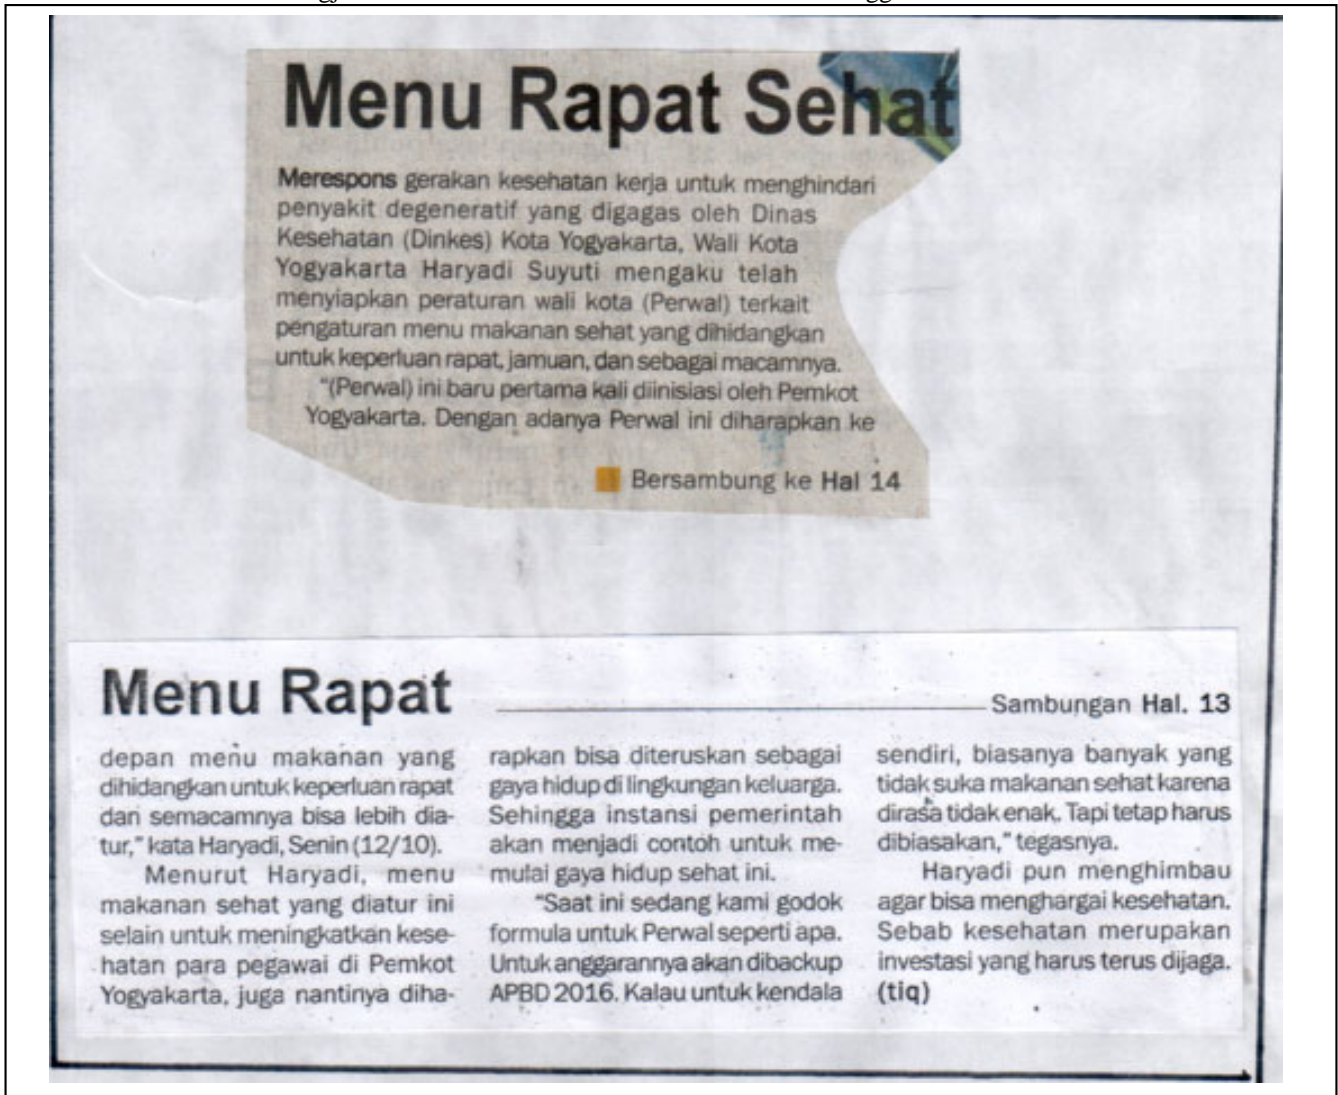 Menu Rapat Sehat
Merespons gerakan kesehatan kerja untuk menghindari
penyakit degeneratif yang digagas oleh Dinas
Kesehatan (Dinkes) Kota Yogyakarta, Wali Kota
Yogyakarta Haryadi Suyuti mengaku telah
menyiapkan peraturan wali kota (Perwal) terkait
pengaturan menu makanan sehat yang dihidangkan
untuk keperluan rapat, jamuan, dan sebagai macamnya.
"(Perwal) ini baru pertama kali diinisiasi oleh Pemkot
Yogyakarta. Dengan adanya Perwal ini diharapkan ke
Bersambung ke Hal 14
Menu Rapat
Sambungan Hal. 13
depan menu makanan yang
dihidangkan untuk keperluan rapat
dan semacamnya bisa lebih dia-
tur," kata Haryadi, Senin (12/10).
Menurut Haryadi, menu
makanan sehat yang diatur ini
selain untuk meningkatkan kese-
hatan para pegawai di Pemkot
Yogyakarta, juga nantinya diha-
rapkan bisa diteruskan sebagai
gaya hidup di lingkungan keluarga.
Sehingga instansi pemerintah
akan menjadi contoh untuk me-
mulai gaya hidup sehat ini.
"Saat ini sedang kami godok
formula untuk Perwal seperti apa.
Untuk anggarannya akan dibackup
APBD 2016. Kalau untuk kendala
sendiri, biasanya banyak yang
tidak suka makanan sehat karena
dirasa tidak enak. Tapi tetap harus
dibiasakan," tegasnya.
Haryadi pun menghimbau
agar bisa menghargai kesehatan.
Sebab kesehatan merupakan
investasi yang harus terus dijaga.
(tiq)